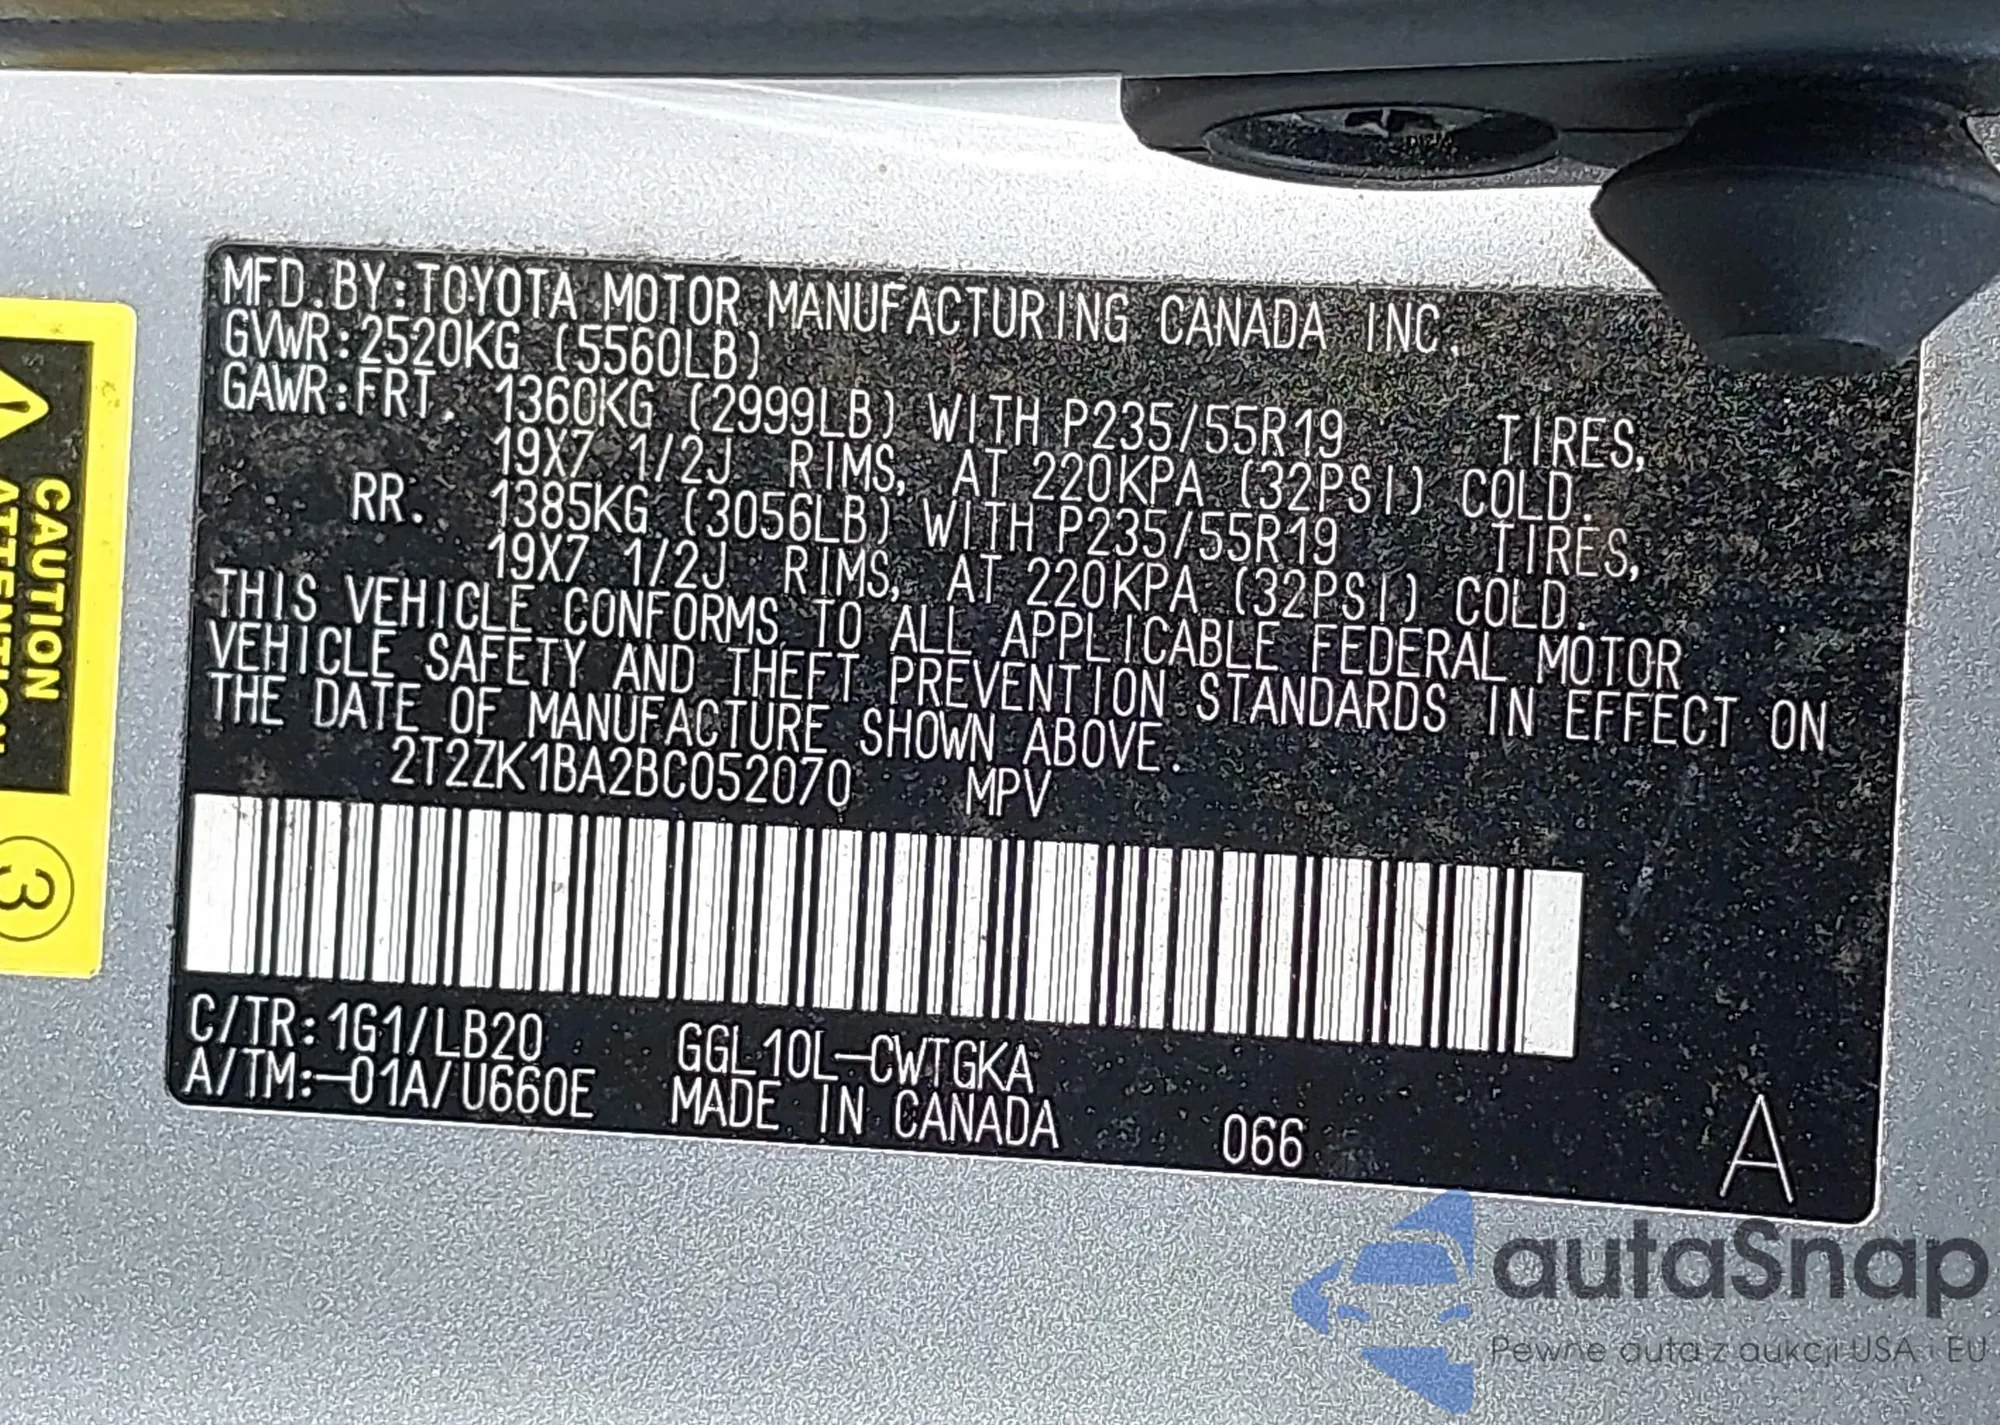 MFD.BY:TOYOTA MOTOR MANUFACTURING CANADA INC.
GVWR:2520KG (5560LB)
GAWR:FRT. 1360KG (2999LB) WITH P235/55R19 TIRES,
19X7 1/2J RIMS, AT 220KPA (32PSI) COLD.
RR. 1385KG (3056LB) WITH P235/55R19 TIRES,
19X7 1/2J RIMS, AT 220KPA (32PSI) COLD.
THIS VEHICLE CONFORMS TO ALL APPLICABLE FEDERAL MOTOR
VEHICLE SAFETY AND THEFT PREVENTION STANDARDS IN EFFECT ON
THE DATE OF MANUFACTURE SHOWN ABOVE.
2T2ZK1BA2BC052070 MPV
C/TR:1G1/LB20 GGL10L-CWTGKA
A/TM:-01A/U660E MADE IN CANADA 066 A
CAUTION
ATTENTION
3
autaSnap
Pewne auta z aukcji USA i EU